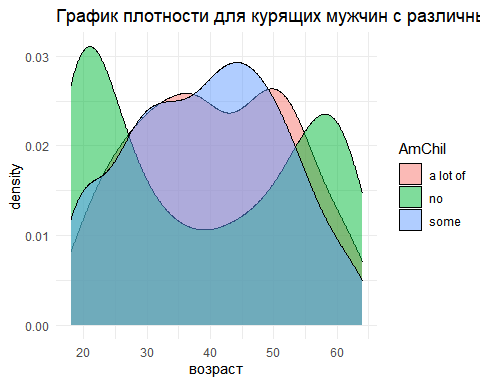 График плотности для курящих мужчин с различны
0.03
0.02
0.01
0.00
density
20 30 40 50 60
возраст
AmChil
a lot of
no
some